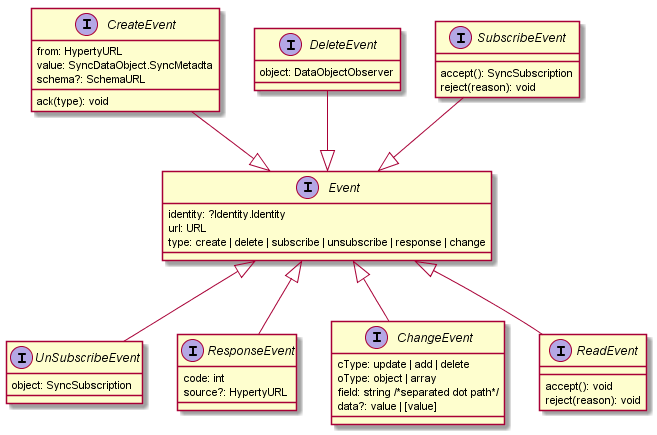 I CreateEvent
from: HypertyURL
value: SyncDataObject.SyncMetadta
schema?: SchemaURL
ack(type): void
I DeleteEvent
object: DataObjectObserver
I SubscribeEvent
accept(): SyncSubscription
reject(reason): void
I Event
identity: ?Identity.Identity
url: URL
type: create | delete | subscribe | unsubscribe | response | change
I UnSubscribeEvent
object: SyncSubscription
I ResponseEvent
code: int
source?: HypertyURL
I ChangeEvent
cType: update | add | delete
oType: object | array
field: string /*separated dot path*/
data?: value | [value]
I ReadEvent
accept(): void
reject(reason): void